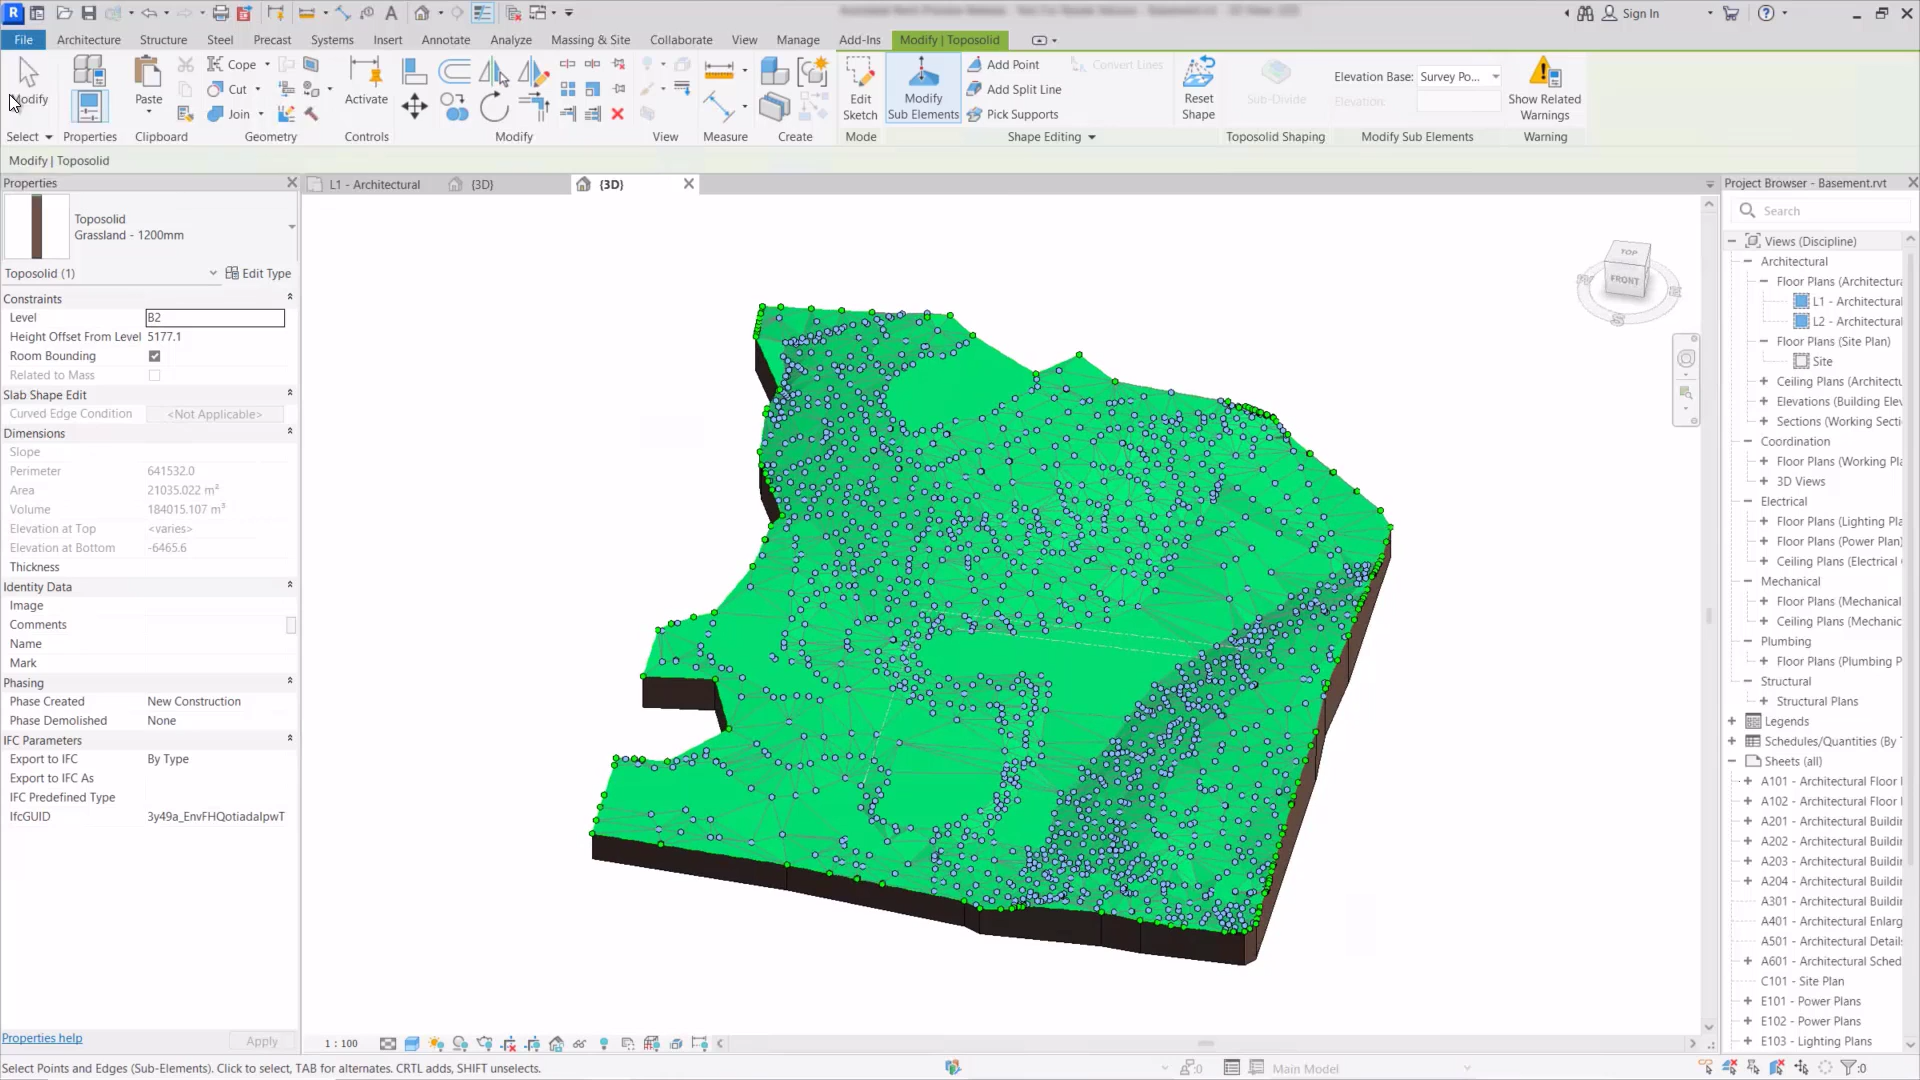 Sign In
File
Architecture
Structure
Steel
Precast
Systems
Insert
Annotate
Analyze
Massing & Site
Collaborate
View
Manage
Add-Ins
Modify | Toposolid
Modify
Paste
Cope
Cut
Join
Activate
Edit Sketch
Modify Sub Elements
Add Point
Add Split Line
Pick Supports
Convert Lines
Reset Shape
Sub-Divide
Elevation Base:
Survey Po...
Elevation:
Show Related Warnings
Select
Properties
Clipboard
Geometry
Controls
Modify
View
Measure
Create
Mode
Shape Editing
Toposolid Shaping
Modify Sub Elements
Warning
Modify | Toposolid
Properties
Toposolid
Grassland - 1200mm
Toposolid (1)
Edit Type
Constraints
Level B2
Height Offset From Level 5177.1
Room Bounding
Related to Mass
Slab Shape Edit
Curved Edge Condition <Not Applicable>
Dimensions
Slope
Perimeter 641532.0
Area 21035.022 m²
Volume 184015.107 m³
Elevation at Top <varies>
Elevation at Bottom -6465.6
Thickness
Identity Data
Image
Comments
Name
Mark
Phasing
Phase Created New Construction
Phase Demolished None
IFC Parameters
Export to IFC By Type
Export to IFC As
IFC Predefined Type
IfcGUID 3y49a_EnvFHQotiadaIpwT
Properties help
Apply
L1 - Architectural
{3D}
{3D}
TOP
FRONT
1 : 100
Project Browser - Basement.rvt
Search
Views (Discipline)
Architectural
Floor Plans (Architectura
L1 - Architectural
L2 - Architectural
Floor Plans (Site Plan)
Site
Ceiling Plans (Architectu
Elevations (Building Elev
Sections (Working Secti
Coordination
Floor Plans (Working Pla
3D Views
Electrical
Floor Plans (Lighting Pla
Floor Plans (Power Plan)
Ceiling Plans (Electrical
Mechanical
Floor Plans (Mechanical
Ceiling Plans (Mechanic
Plumbing
Floor Plans (Plumbing P
Structural
Structural Plans
Legends
Schedules/Quantities (By
Sheets (all)
A101 - Architectural Floor
A102 - Architectural Floor
A201 - Architectural Buildin
A202 - Architectural Buildin
A203 - Architectural Buildin
A204 - Architectural Buildin
A301 - Architectural Buildin
A401 - Architectural Enlarg
A501 - Architectural Details
A601 - Architectural Sched
C101 - Site Plan
E101 - Power Plans
E102 - Power Plans
E103 - Lighting Plans
Select Points and Edges (Sub-Elements). Click to select, TAB for alternates. CRTL adds, SHIFT unselects.
:0
Main Model
:0